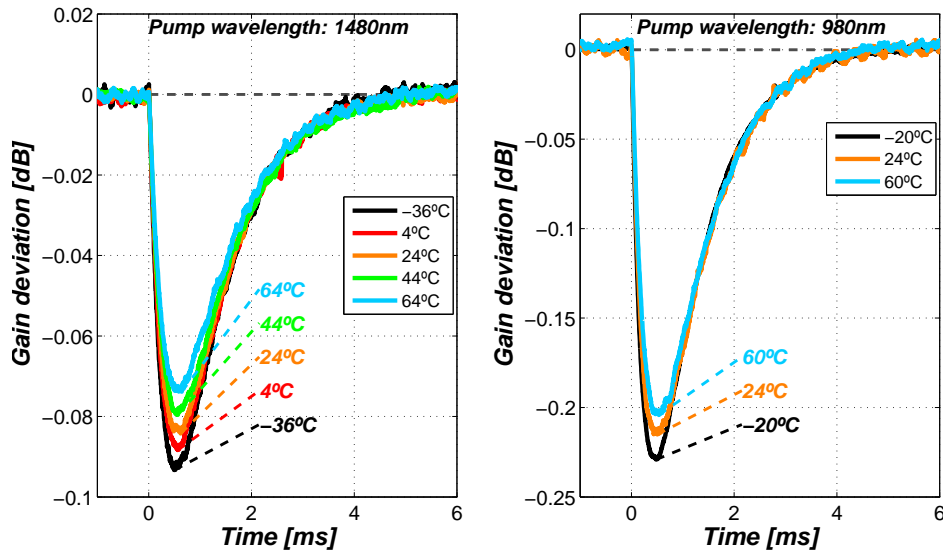 Pump wavelength: 1480nm
Gain deviation [dB]
0
−0.02
−0.04
−0.06
−0.08
−0.1
−36ºC
4ºC
24ºC
44ºC
64ºC
64ºC
44ºC
24ºC
4ºC
−36ºC
0
2
4
6
Time [ms]
Pump wavelength: 980nm
Gain deviation [dB]
0
−0.05
−0.1
−0.15
−0.2
−0.25
−20ºC
24ºC
60ºC
60ºC
24ºC
−20ºC
0
2
4
6
Time [ms]